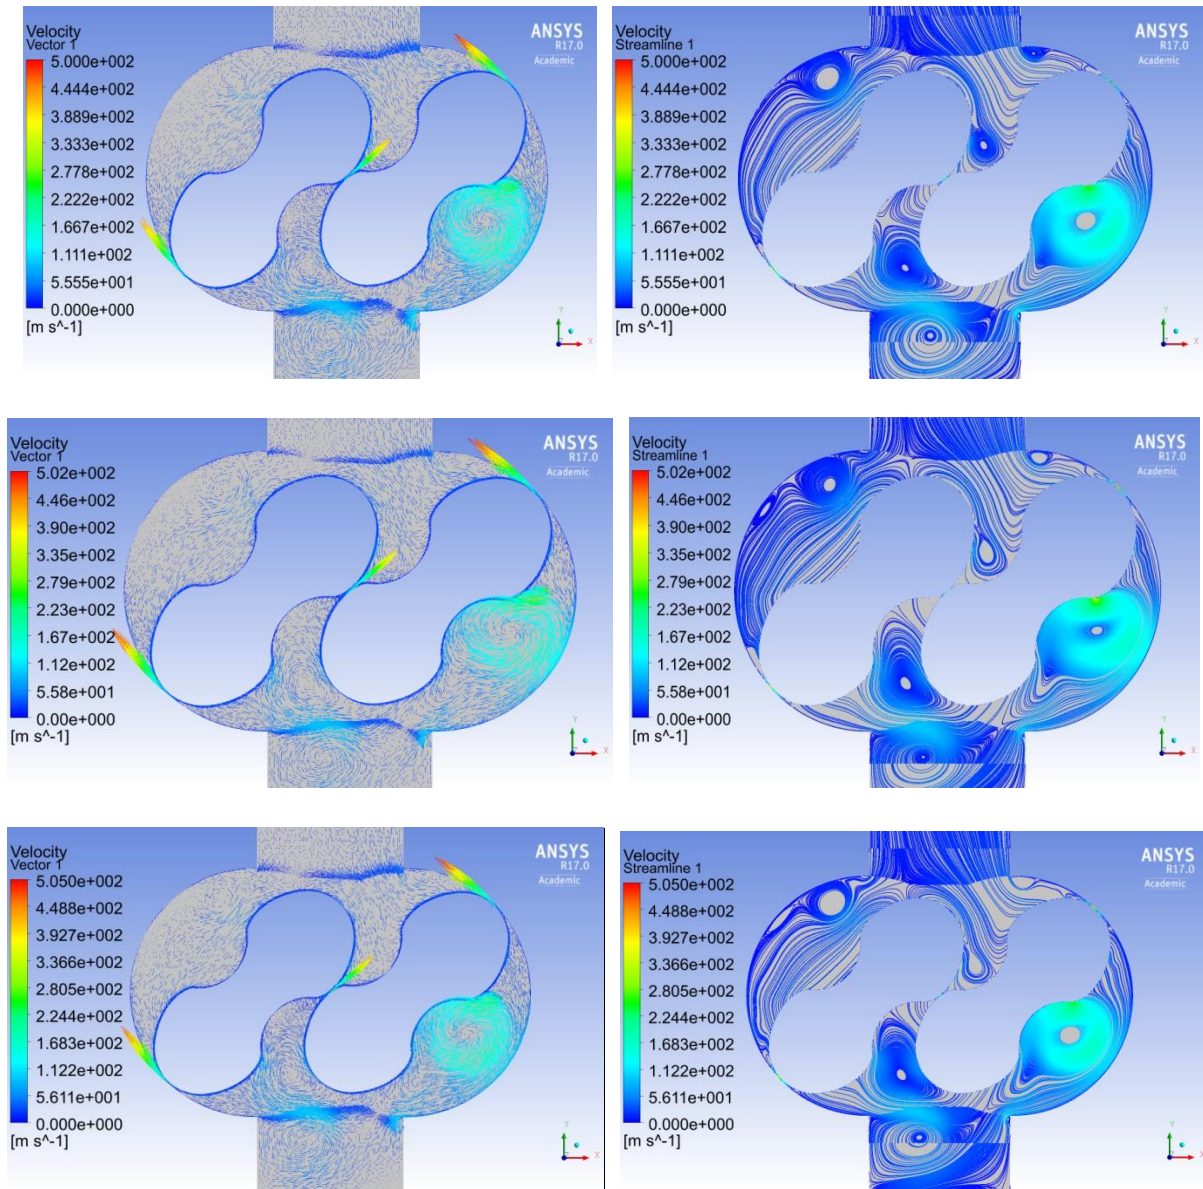 Velocity
Vector 1
5.000e+002
4.444e+002
3.889e+002
3.333e+002
2.778e+002
2.222e+002
1.667e+002
1.111e+002
5.555e+001
0.000e+000
[m s^-1]
ANSYS
R17.0
Academic
Y
X
Velocity
Streamline 1
5.000e+002
4.444e+002
3.889e+002
3.333e+002
2.778e+002
2.222e+002
1.667e+002
1.111e+002
5.555e+001
0.000e+000
[m s^-1]
ANSYS
R17.0
Academic
Y
X
Velocity
Vector 1
5.02e+002
4.46e+002
3.90e+002
3.35e+002
2.79e+002
2.23e+002
1.67e+002
1.12e+002
5.58e+001
0.00e+000
[m s^-1]
ANSYS
R17.0
Academic
Y
X
Velocity
Streamline 1
5.02e+002
4.46e+002
3.90e+002
3.35e+002
2.79e+002
2.23e+002
1.67e+002
1.12e+002
5.58e+001
0.00e+000
[m s^-1]
ANSYS
R17.0
Academic
Y
X
Velocity
Vector 1
5.050e+002
4.488e+002
3.927e+002
3.366e+002
2.805e+002
2.244e+002
1.683e+002
1.122e+002
5.611e+001
0.000e+000
[m s^-1]
ANSYS
R17.0
Academic
Y
X
Velocity
Streamline 1
5.050e+002
4.488e+002
3.927e+002
3.366e+002
2.805e+002
2.244e+002
1.683e+002
1.122e+002
5.611e+001
0.000e+000
[m s^-1]
ANSYS
R17.0
Academic
Y
X